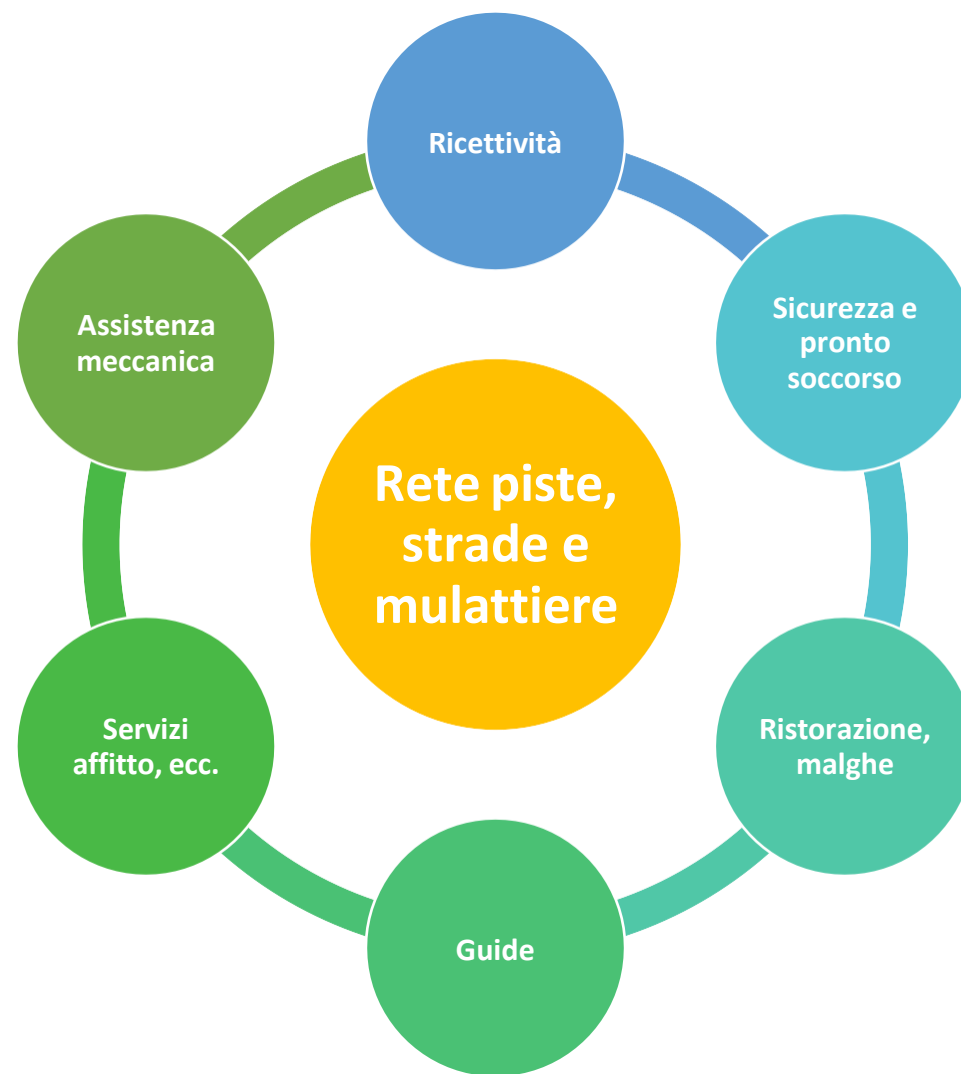 Ricettività
Sicurezza e
pronto
soccorso
Ristorazione,
malghe
Guide
Servizi
affitto, ecc.
Assistenza
meccanica
Rete piste,
strade e
mulattiere